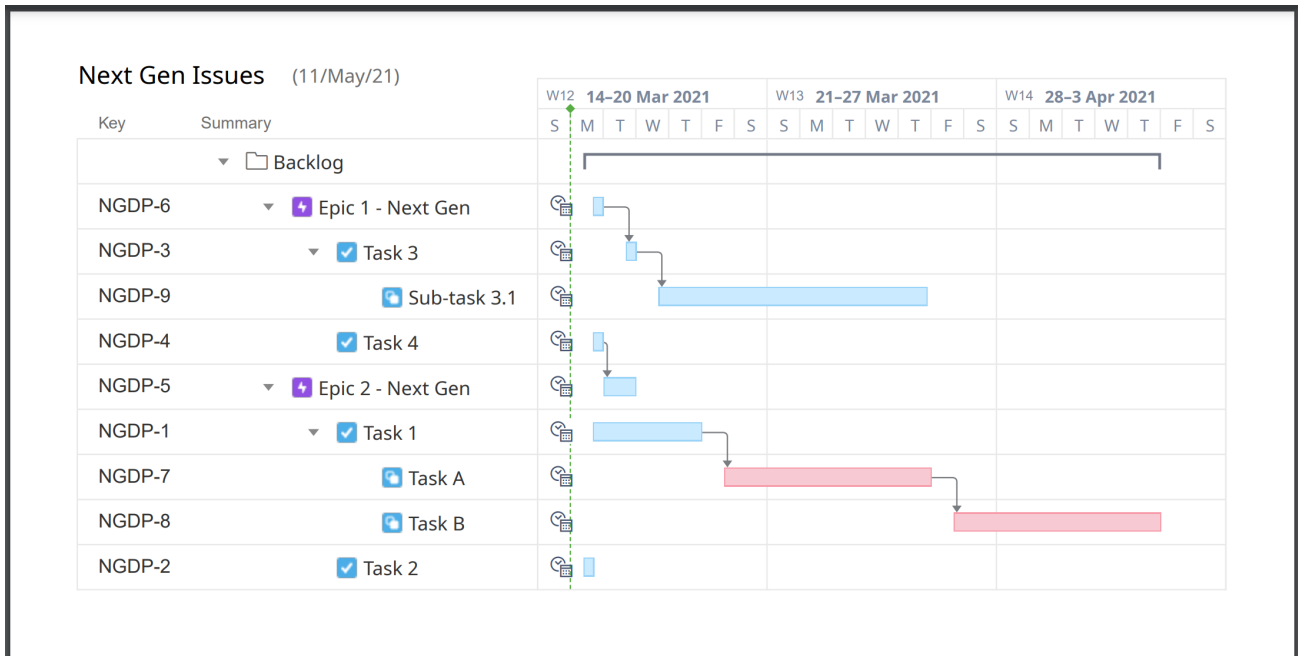 Next Gen Issues (11/May/21)
W12 14–20 Mar 2021 W13 21–27 Mar 2021 W14 28–3 Apr 2021
Key Summary S M T W T F S S M T W T F S S M T W T F S
Backlog
NGDP-6 Epic 1 - Next Gen
NGDP-3 Task 3
NGDP-9 Sub-task 3.1
NGDP-4 Task 4
NGDP-5 Epic 2 - Next Gen
NGDP-1 Task 1
NGDP-7 Task A
NGDP-8 Task B
NGDP-2 Task 2